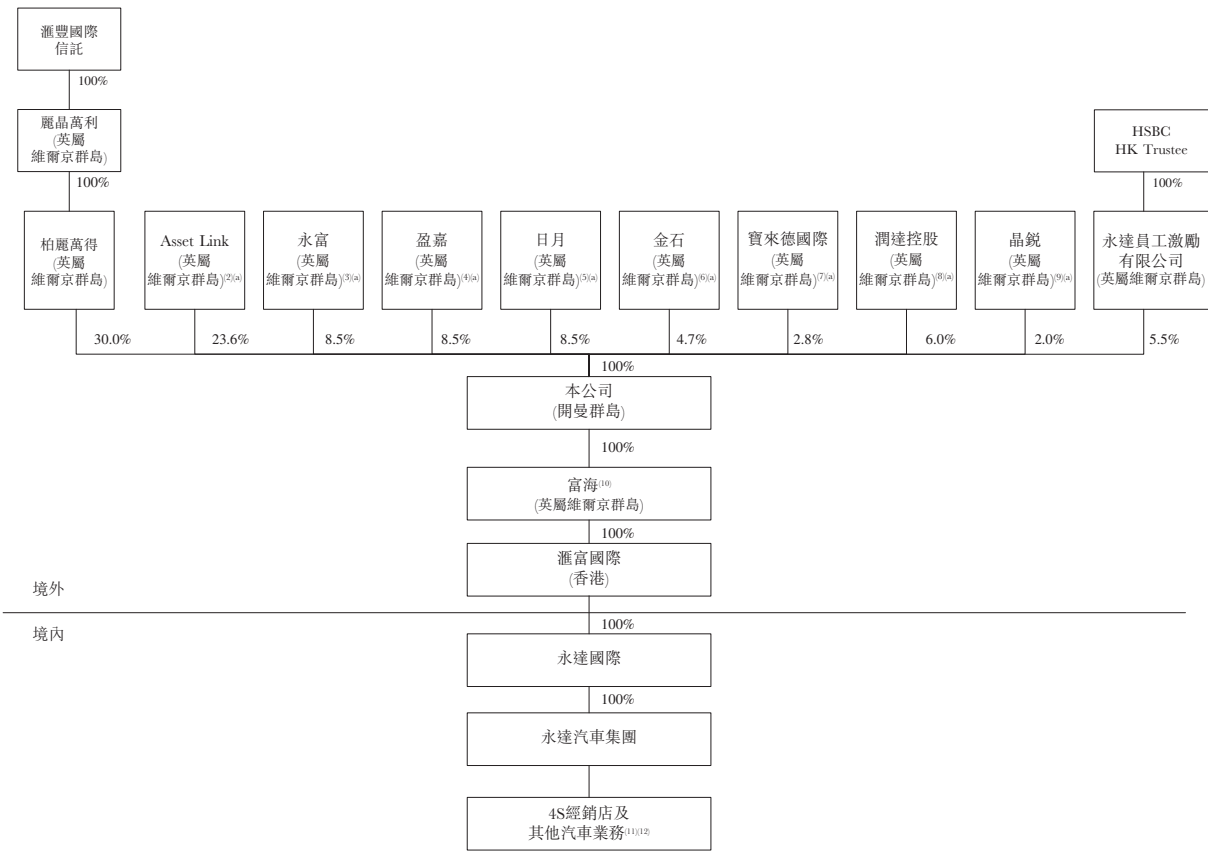 滙豐國際
信託
100%
麗晶萬利
(英屬
維爾京群島)
HSBC
HK Trustee
100%
100%
柏麗萬得
(英屬
維爾京群島)
Asset Link
(英屬
維爾京群島)(2)(a)
永富
(英屬
維爾京群島)(3)(a)
盈嘉
(英屬
維爾京群島)(4)(a)
日月
(英屬
維爾京群島)(5)(a)
金石
(英屬
維爾京群島)(6)(a)
寶來德國際
(英屬
維爾京群島)(7)(a)
潤達控股
(英屬
維爾京群島)(8)(a)
晶銳
(英屬
維爾京群島)(9)(a)
永達員工激勵
有限公司
(英屬維爾京群島)
30.0%
23.6%
8.5%
8.5%
8.5%
4.7%
2.8%
6.0%
2.0%
5.5%
100%
本公司
(開曼群島)
100%
富海(10)
(英屬維爾京群島)
100%
滙富國際
(香港)
境外
境內
100%
永達國際
100%
永達汽車集團
4S經銷店及
其他汽車業務(11)(12)